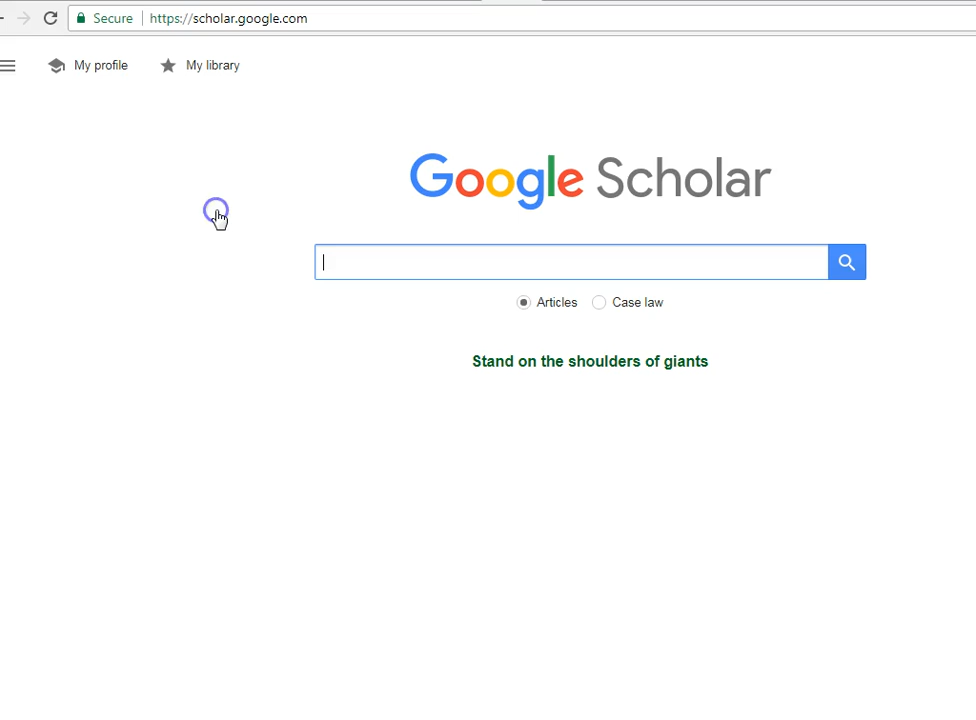 Secure https://scholar.google.com
My profile My library
Google Scholar
Articles Case law
Stand on the shoulders of giants